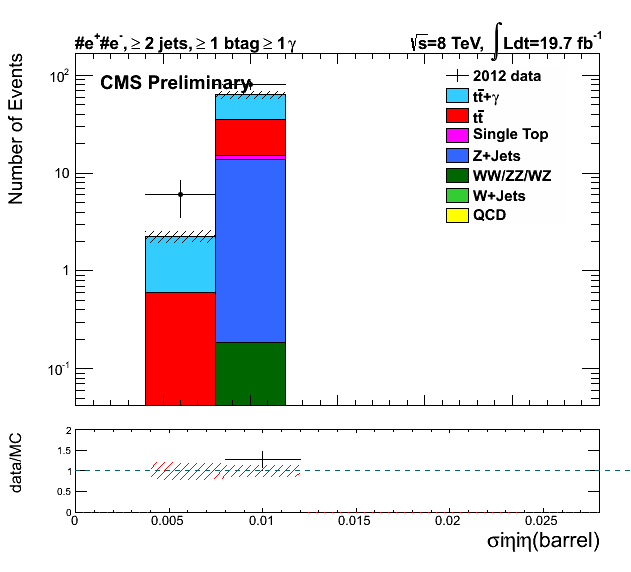 #e⁺#e⁻, ≥ 2 jets, ≥ 1 btag ≥ 1γ
√s=8 TeV, ∫Ldt=19.7 fb⁻¹
CMS Preliminary
2012 data
tt̄+γ
tt̄
Single Top
Z+Jets
WW/ZZ/WZ
W+Jets
QCD
Number of Events
10²
10
1
10⁻¹
data/MC
2
1.5
1
0.5
0
0 0.005 0.01 0.015 0.02 0.025
σiηiη(barrel)